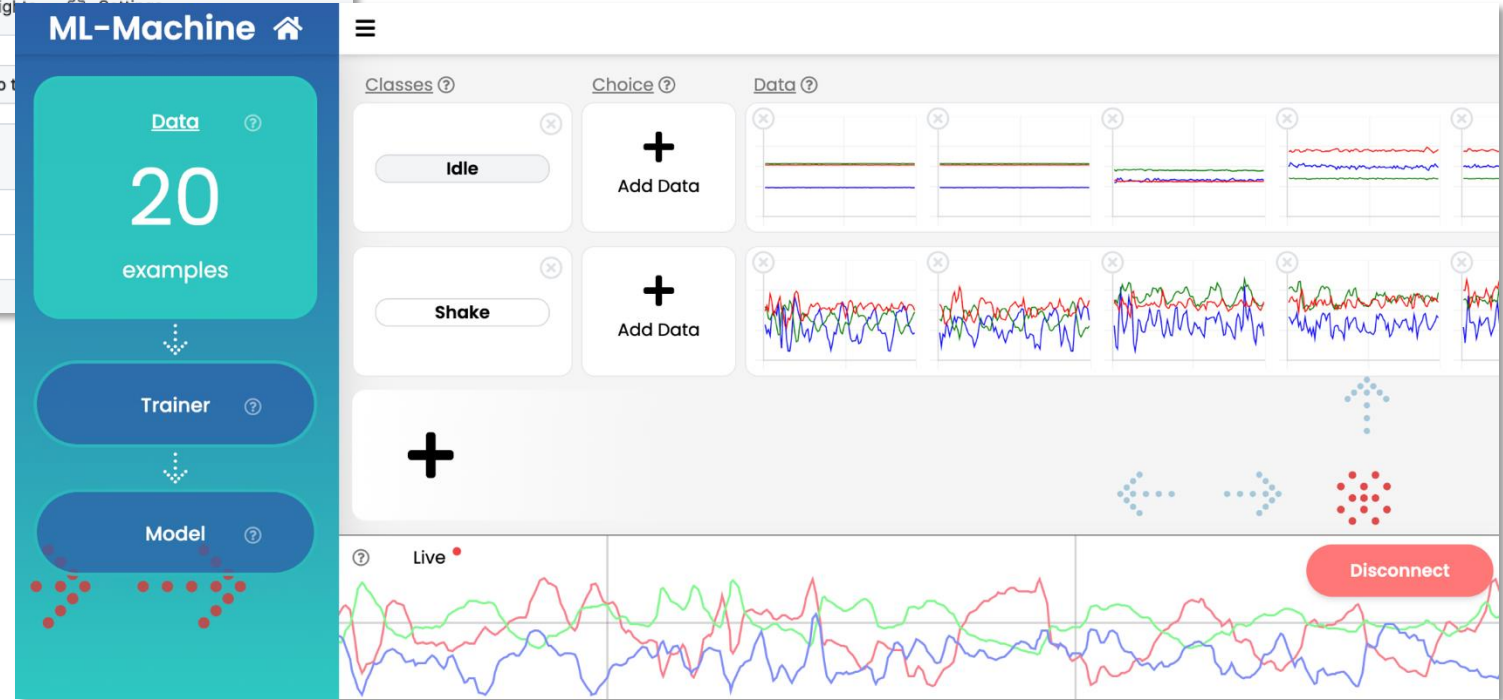 ML-Machine
Data
20
examples
Trainer
Model
Classes
Choice
Data
Idle
Add Data
Shake
Add Data
Live
Disconnect